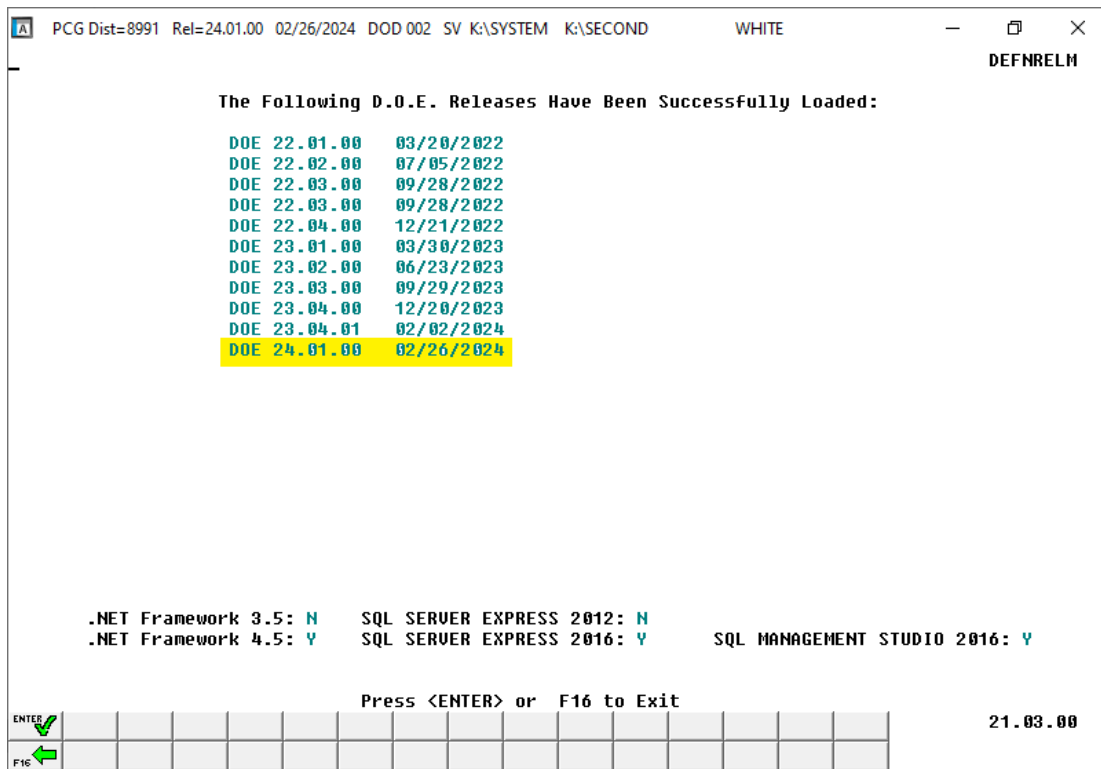 PCG Dist=8991 Rel=24.01.00 02/26/2024 DOD 002 SV K:\SYSTEM K:\SECOND WHITE
DEFNRELM
The Following D.O.E. Releases Have Been Successfully Loaded:
DOE 22.01.00 03/20/2022
DOE 22.02.00 07/05/2022
DOE 22.03.00 09/28/2022
DOE 22.03.00 09/28/2022
DOE 22.04.00 12/21/2022
DOE 23.01.00 03/30/2023
DOE 23.02.00 06/23/2023
DOE 23.03.00 09/29/2023
DOE 23.04.00 12/20/2023
DOE 23.04.01 02/02/2024
DOE 24.01.00 02/26/2024
.NET Framework 3.5: N SQL SERVER EXPRESS 2012: N
.NET Framework 4.5: Y SQL SERVER EXPRESS 2016: Y SQL MANAGEMENT STUDIO 2016: Y
Press <ENTER> or F16 to Exit
ENTER
21.03.00
F16